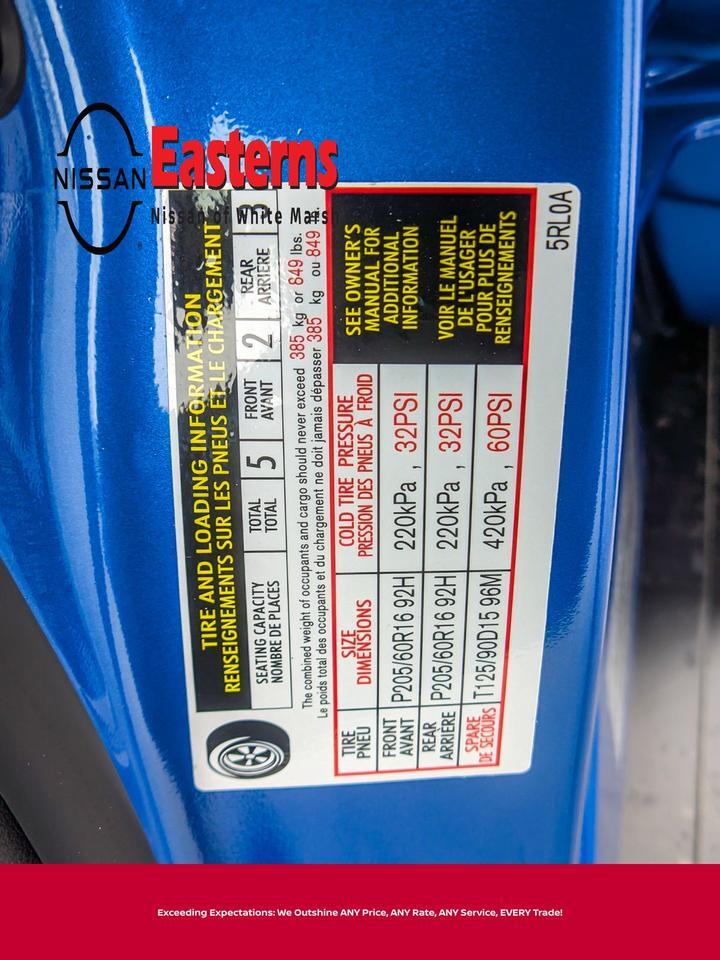 NISSAN
Easterns
Nissan of White Marsh
TIRE AND LOADING INFORMATION
RENSEIGNEMENTS SUR LES PNEUS ET LE CHARGEMENT
SEATING CAPACITY TOTAL 5 FRONT 2 REAR 3
NOMBRE DE PLACES TOTAL AVANT ARRIÈRE
The combined weight of occupants and cargo should never exceed 385 kg or 849 lbs.
Le poids total des occupants et du chargement ne doit jamais dépasser 385 kg ou 849
TIRE SIZE COLD TIRE PRESSURE
PNEU DIMENSIONS PRESSION DES PNEUS À FROID
FRONT
AVANT P205/60R16 92H 220kPa , 32PSI
REAR
ARRIÈRE P205/60R16 92H 220kPa , 32PSI
SPARE
DE SECOURS T125/90D15 96M 420kPa , 60PSI
SEE OWNER'S
MANUAL FOR
ADDITIONAL
INFORMATION
VOIR LE MANUEL
DE L'USAGER
POUR PLUS DE
RENSEIGNEMENTS
5RL0A
Exceeding Expectations: We Outshine ANY Price, ANY Rate, ANY Service, EVERY Trade!